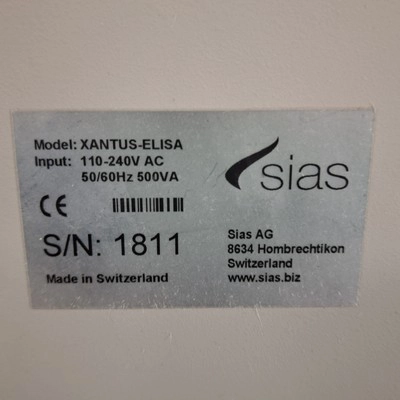 Model: XANTUS-ELISA
Input: 110-240V AC
50/60Hz 500VA
sias
CE
S/N: 1811
Made in Switzerland
Sias AG
8634 Hombrechtikon
Switzerland
www.sias.biz